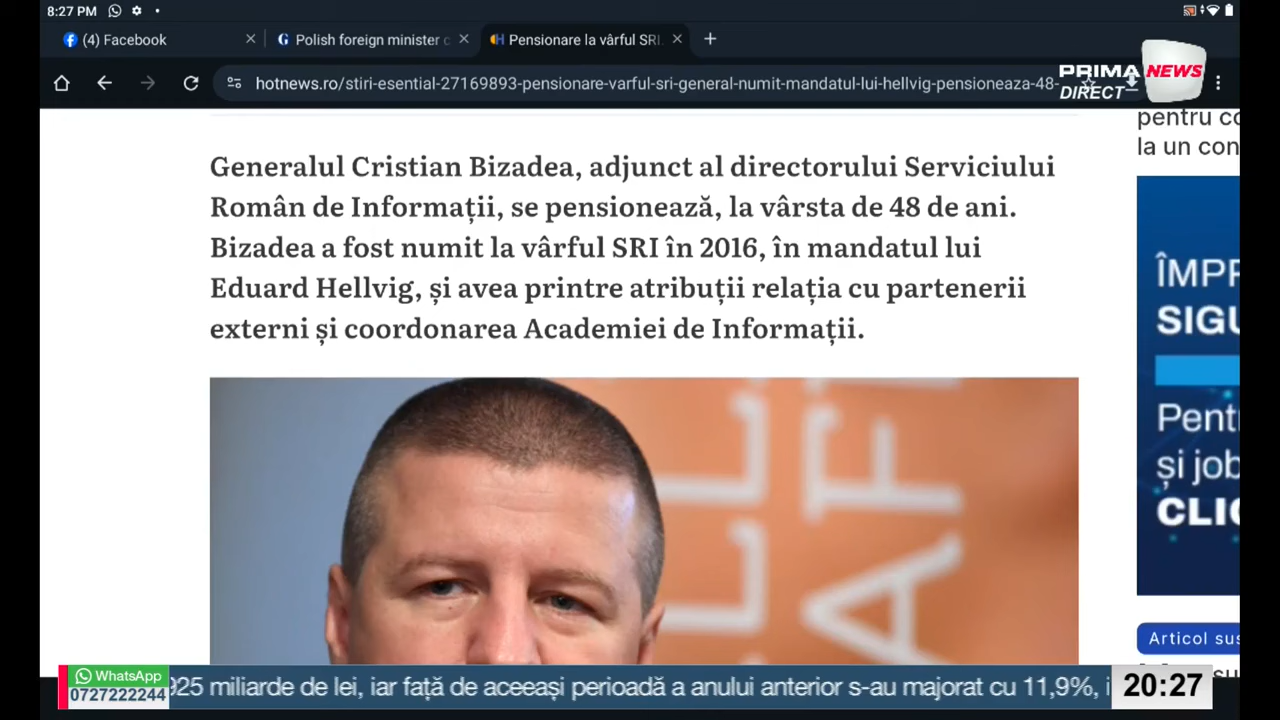 8:27 PM
(4) Facebook
Polish foreign minister c
Pensionare la vârful SRI.
hotnews.ro/stiri-esential-27169893-pensionare-varful-sri-general-numit-mandatul-lui-hellvig-pensioneaza-48-
PRIMA NEWS
DIRECT
Generalul Cristian Bizadea, adjunct al directorului Serviciului
Român de Informații, se pensionează, la vârsta de 48 de ani.
Bizadea a fost numit la vârful SRI în 2016, în mandatul lui
Eduard Hellvig, și avea printre atribuții relația cu partenerii
externi și coordonarea Academiei de Informații.
pentru co
la un con
ÎMPR
SIGU
Pent
și job
CLIC
Articol sus
WhatsApp
0727222244
925 miliarde de lei, iar față de aceeași perioadă a anului anterior s-au majorat cu 11,9%, i
20:27